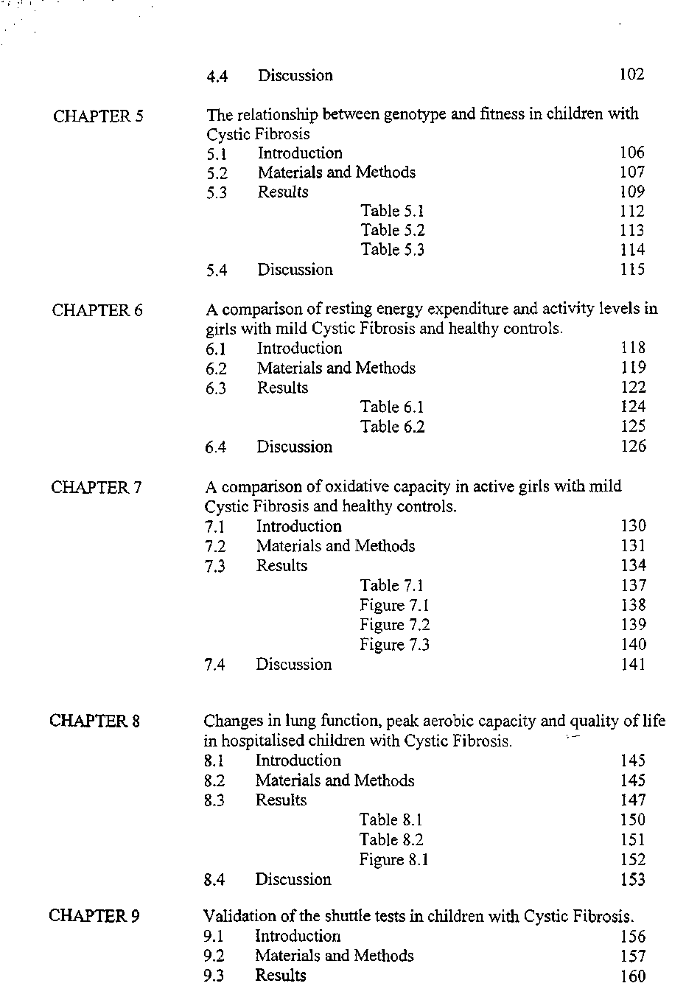 4.4 Discussion 102
CHAPTER 5 The relationship between genotype and fitness in children with
Cystic Fibrosis
5.1 Introduction 106
5.2 Materials and Methods 107
5.3 Results 109
Table 5.1 112
Table 5.2 113
Table 5.3 114
5.4 Discussion 115
CHAPTER 6 A comparison of resting energy expenditure and activity levels in
girls with mild Cystic Fibrosis and healthy controls.
6.1 Introduction 118
6.2 Materials and Methods 119
6.3 Results 122
Table 6.1 124
Table 6.2 125
6.4 Discussion 126
CHAPTER 7 A comparison of oxidative capacity in active girls with mild
Cystic Fibrosis and healthy controls.
7.1 Introduction 130
7.2 Materials and Methods 131
7.3 Results 134
Table 7.1 137
Figure 7.1 138
Figure 7.2 139
Figure 7.3 140
7.4 Discussion 141
CHAPTER 8 Changes in lung function, peak aerobic capacity and quality of life
in hospitalised children with Cystic Fibrosis.
8.1 Introduction 145
8.2 Materials and Methods 145
8.3 Results 147
Table 8.1 150
Table 8.2 151
Figure 8.1 152
8.4 Discussion 153
CHAPTER 9 Validation of the shuttle tests in children with Cystic Fibrosis.
9.1 Introduction 156
9.2 Materials and Methods 157
9.3 Results 160